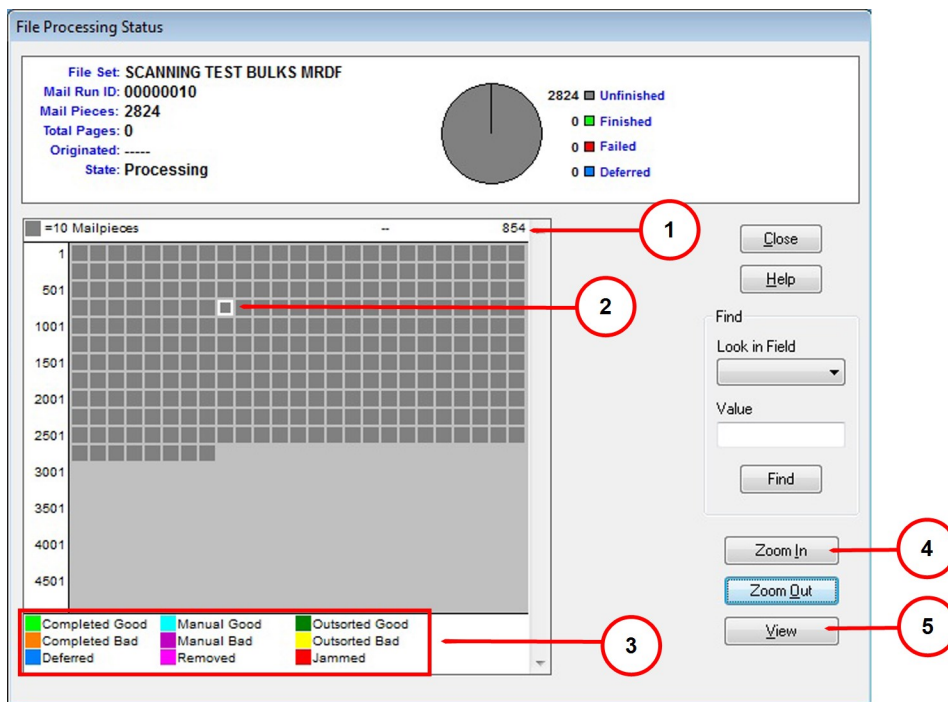 File Processing Status
File Set: SCANNING TEST BULKS MRDF
Mail Run ID: 00000010
Mail Pieces: 2824
Total Pages: 0
Originated: -----
State: Processing
2824 Unfinished
0 Finished
0 Failed
0 Deferred
=10 Mailpieces -- 854
1
501
1001
1501
2001
2501
3001
3501
4001
4501
Completed Good Manual Good Outsorted Good
Completed Bad Manual Bad Outsorted Bad
Deferred Removed Jammed
1
2
3
Close
Help
Find
Look in Field
Value
Find
Zoom In
4
Zoom Out
View
5